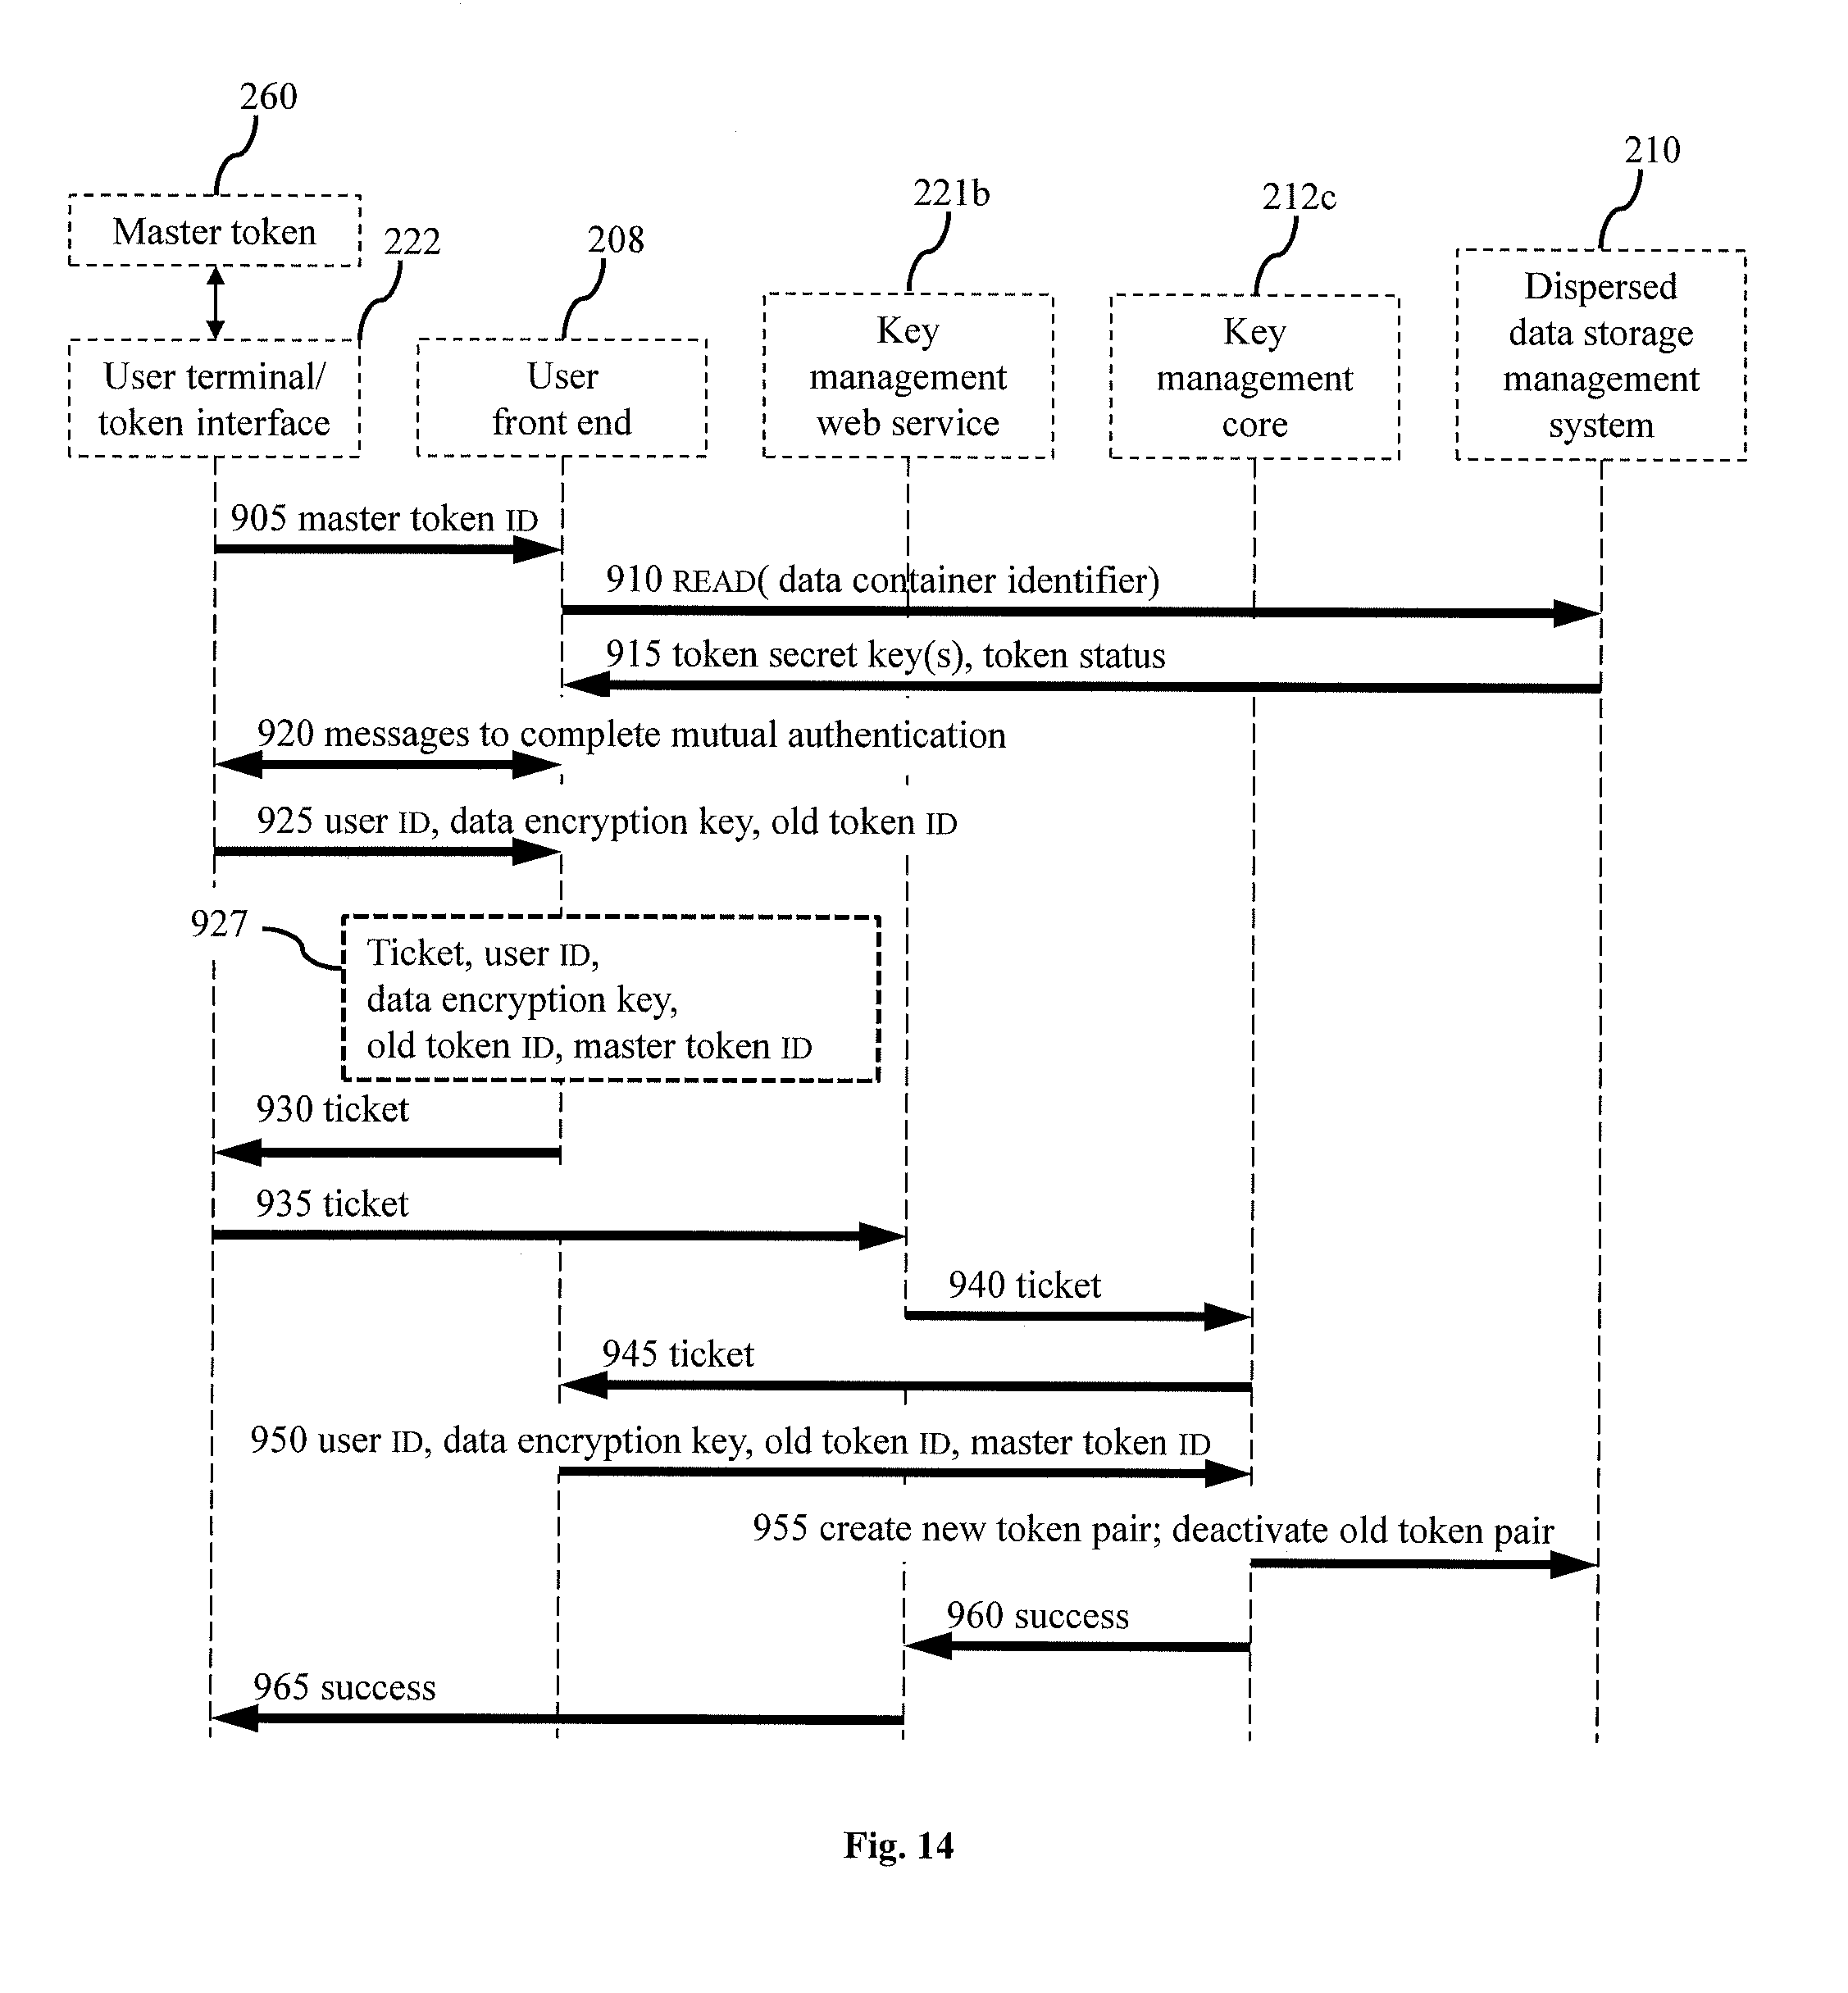 260
210
221b
212c
Master token
222
208
User terminal/
token interface
User
front end
Key
management
web service
Key
management
core
Dispersed
data storage
management
system
905 master token ID
910 READ( data container identifier)
915 token secret key(s), token status
920 messages to complete mutual authentication
925 user ID, data encryption key, old token ID
927
Ticket, user ID,
data encryption key,
old token ID, master token ID
930 ticket
935 ticket
940 ticket
945 ticket
950 user ID, data encryption key, old token ID, master token ID
955 create new token pair; deactivate old token pair
960 success
965 success
Fig. 14